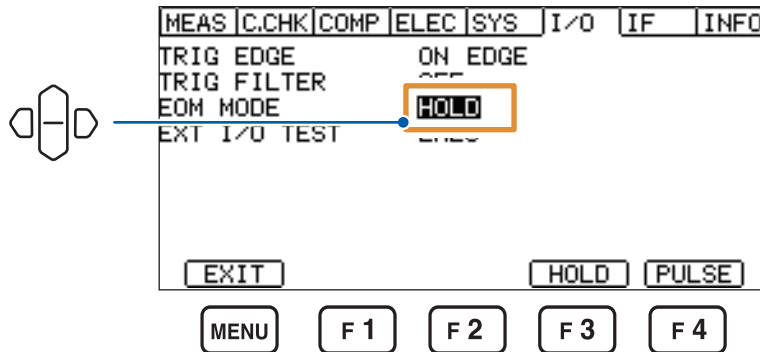 MEAS C.CHK COMP ELEC SYS I/O IF INFO
TRIG EDGE ON EDGE
TRIG FILTER
EOM MODE HOLD
EXT I/O TEST
EXIT HOLD PULSE
MENU F 1 F 2 F 3 F 4